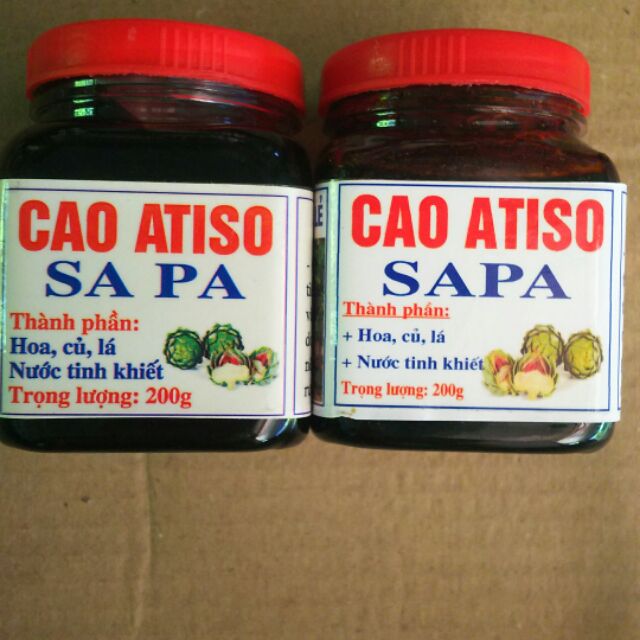 CAO ATISO
SA PA
Thành phần:
Hoa, củ, lá
Nước tinh khiết
Trọng lượng: 200g
CAO ATISO
SAPA
Thành phần:
+ Hoa, củ, lá
+ Nước tinh khiết
Trọng lượng: 200g